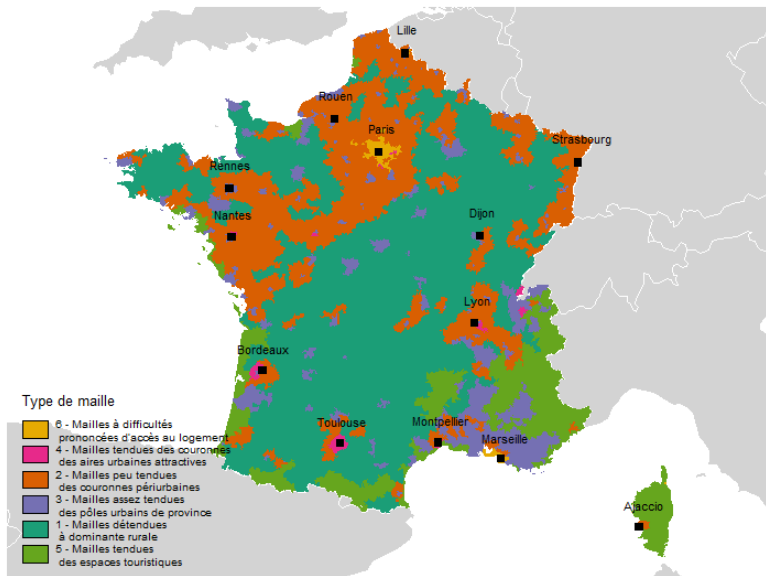 Lille
Rouen
Paris
Strasbourg
Rennes
Nantes
Dijon
Lyon
Bordeaux
Toulouse
Montpellier
Marseille
Ajaccio
Type de maille
6 - Mailles à difficultés
prononcées d'accès au logement
4 - Mailles tendues des couronnes
des aires urbaines attractives
2 - Mailles peu tendues
des couronnes périurbaines
3 - Mailles assez tendues
des pôles urbains de province
1 - Mailles détendues
à dominante rurale
5 - Mailles tendues
des espaces touristiques